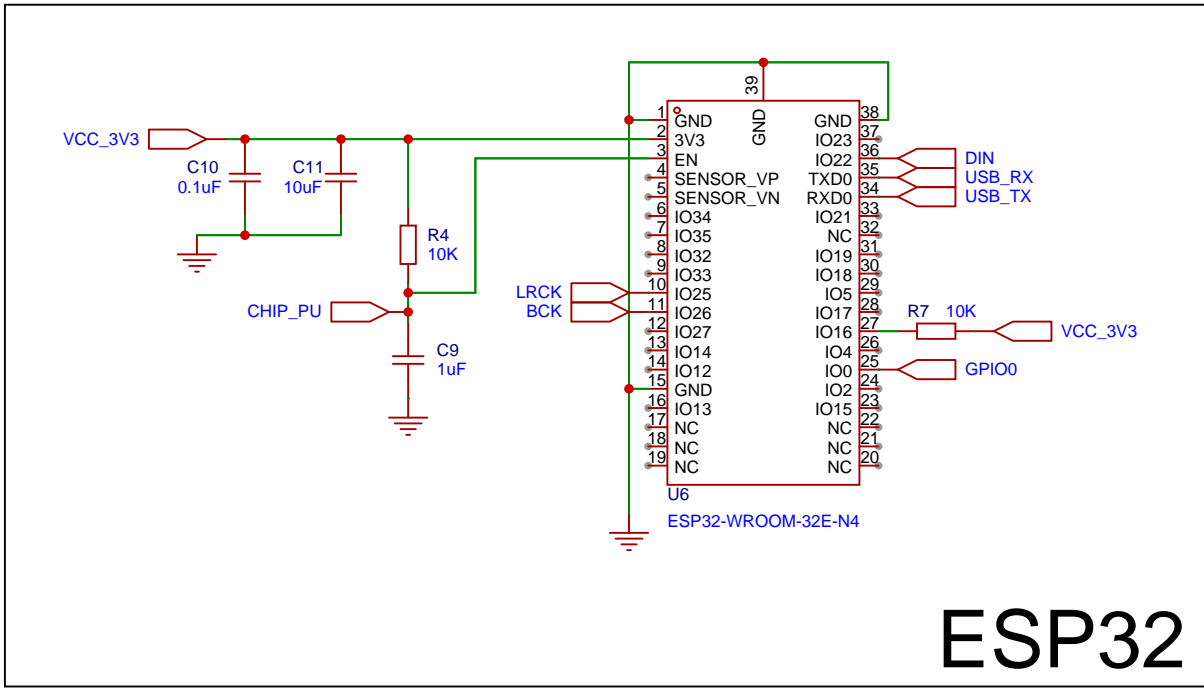 39
1 GND GND GND 38
VCC_3V3 2 3V3 IO23 37
3 EN IO22 36 DIN
C10 0.1uF C11 10uF 4 SENSOR_VP TXD0 35 USB_RX
5 SENSOR_VN RXD0 34 USB_TX
6 IO34 IO21 33
R4 10K 7 IO35 NC 32
8 IO32 IO19 31
9 IO33 IO18 30
LRCK 10 IO25 IO5 29
CHIP_PU BCK 11 IO26 IO17 28
12 IO27 IO16 27 R7 10K VCC_3V3
C9 1uF 13 IO14 IO4 26
14 IO12 IO0 25 GPIO0
15 GND IO2 24
16 IO13 IO15 23
17 NC NC 22
18 NC NC 21
19 NC NC 20
U6
ESP32-WROOM-32E-N4
ESP32